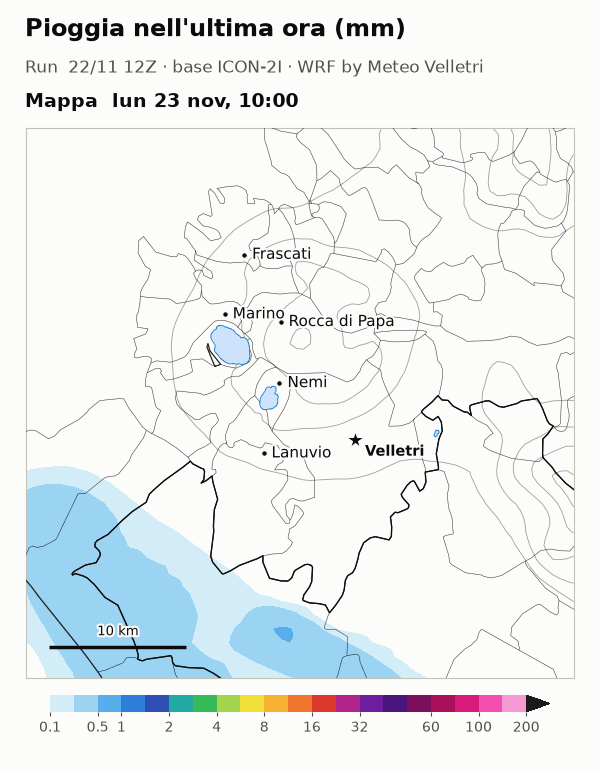 Pioggia nell'ultima ora (mm)
Run  22/11 12Z · base ICON-2I · WRF by Meteo Velletri
Mappa  lun 23 nov, 10:00
Frascati
Marino
Rocca di Papa
Nemi
Lanuvio
Velletri
10 km
0.1 0.5 1 2 4 8 16 32 60 100 200